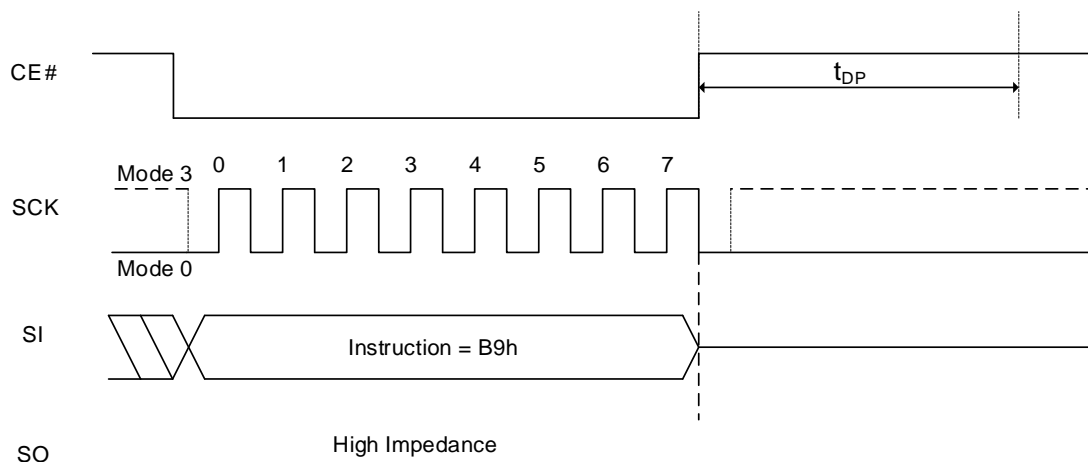 CE#
tDP
Mode 3
0 1 2 3 4 5 6 7
SCK
Mode 0
SI
Instruction = B9h
SO
High Impedance